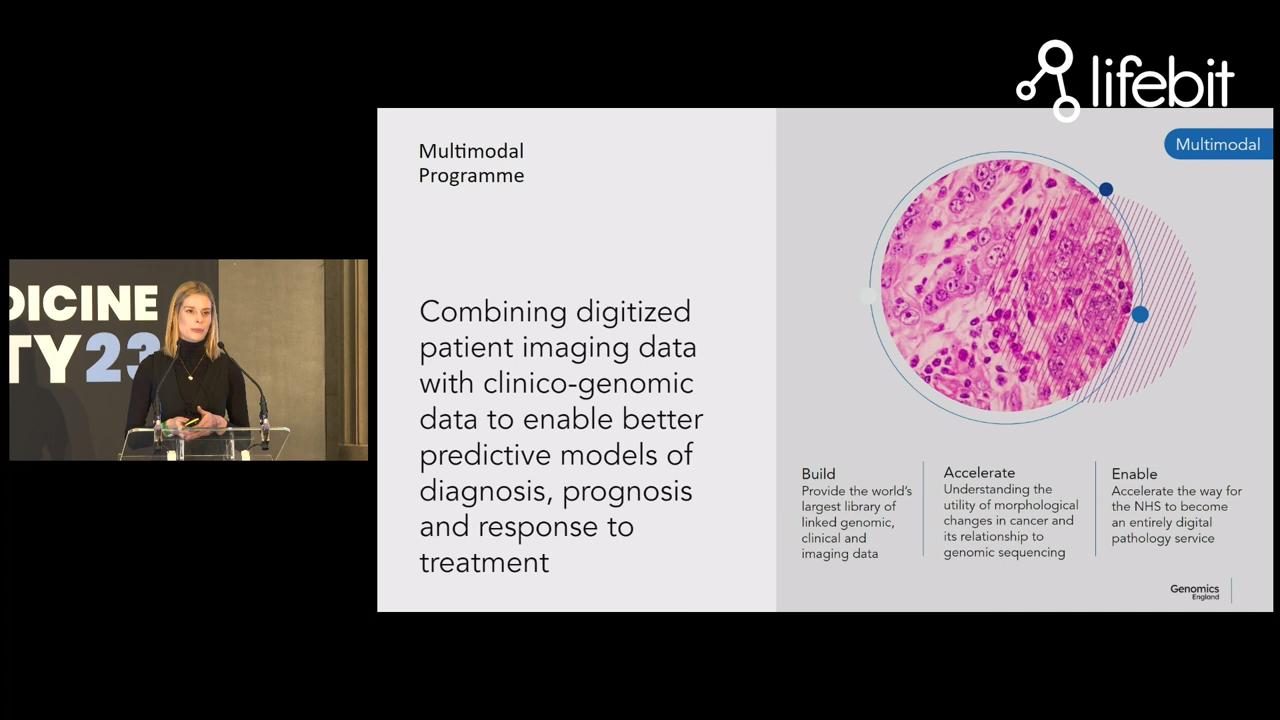 lifebit
Multimodal
Programme
Combining digitized
patient imaging data
with clinico-genomic
data to enable better
predictive models of
diagnosis, prognosis
and response to
treatment
Multimodal
Build
Provide the world's
largest library of
linked genomic,
clinical and
imaging data
Accelerate
Understanding the
utility of morphological
changes in cancer and
its relationship to
genomic sequencing
Enable
Accelerate the way for
the NHS to become
an entirely digital
pathology service
Genomics
England
DICINE
TY23